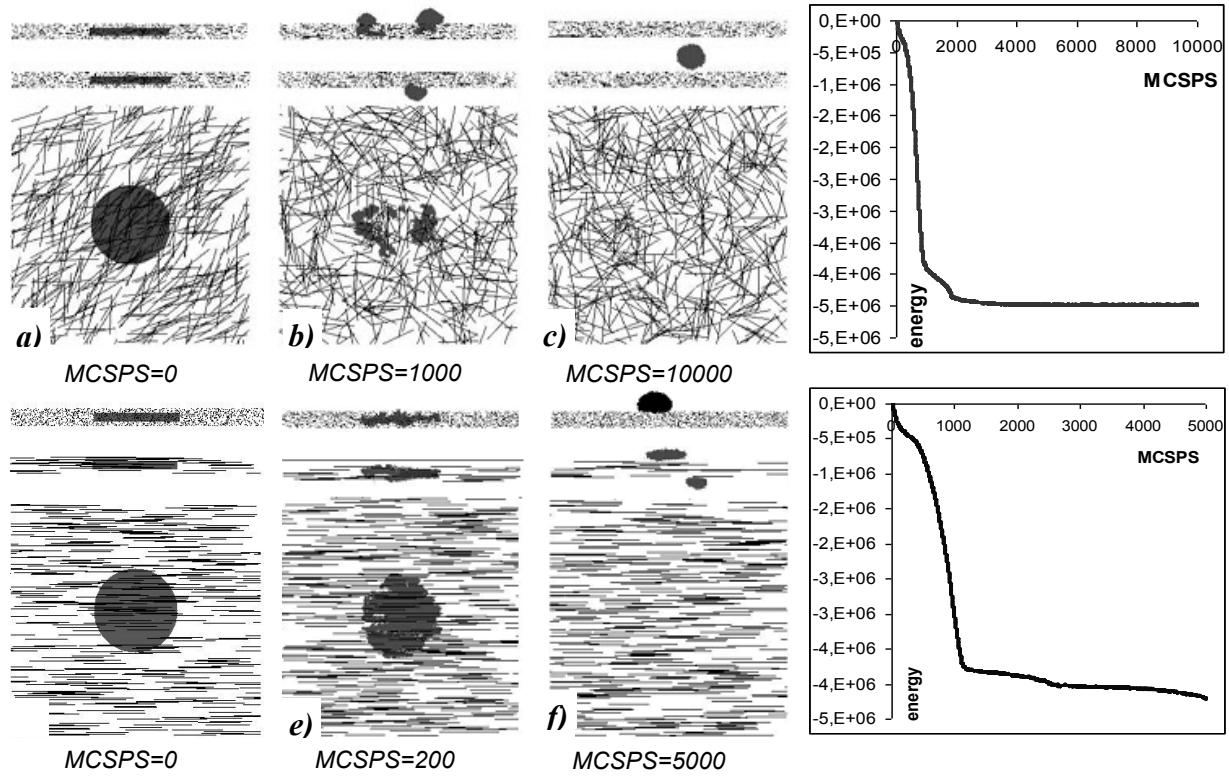 a)
b)
c)
MCSPS=0
MCSPS=1000
MCSPS=10000
0,E+00
-5,E+05
-1,E+06
-2,E+06
-2,E+06
-3,E+06
-3,E+06
-4,E+06
-4,E+06
-5,E+06
-5,E+06
0 2000 4000 6000 8000 10000
MCSPS
energy
e)
f)
MCSPS=0
MCSPS=200
MCSPS=5000
0,E+00
-5,E+05
-1,E+06
-2,E+06
-2,E+06
-3,E+06
-3,E+06
-4,E+06
-4,E+06
-5,E+06
0 1000 2000 3000 4000 5000
MCSPS
energy